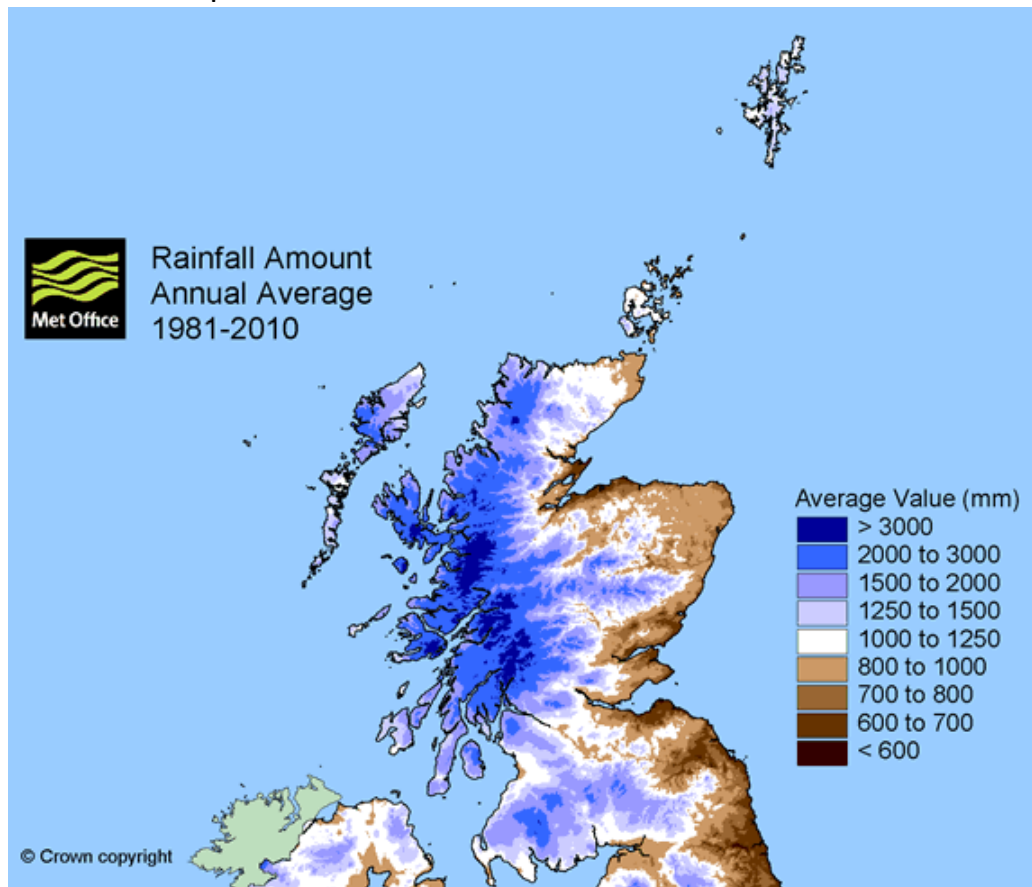 Met Office
Rainfall Amount
Annual Average
1981-2010
Average Value (mm)
> 3000
2000 to 3000
1500 to 2000
1250 to 1500
1000 to 1250
800 to 1000
700 to 800
600 to 700
< 600
© Crown copyright